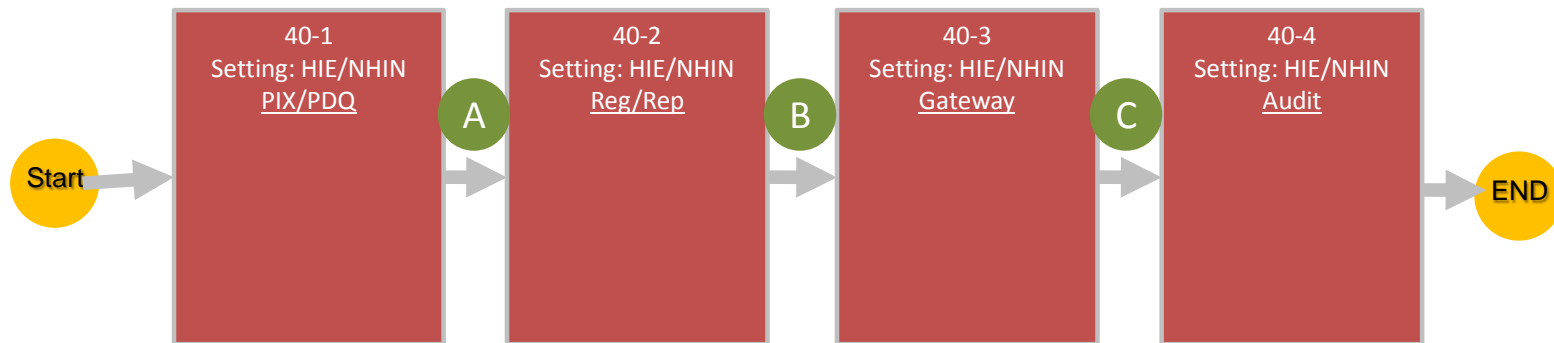 Start
40-1
Setting: HIE/NHIN
PIX/PDQ
A
40-2
Setting: HIE/NHIN
Reg/Rep
B
40-3
Setting: HIE/NHIN
Gateway
C
40-4
Setting: HIE/NHIN
Audit
END